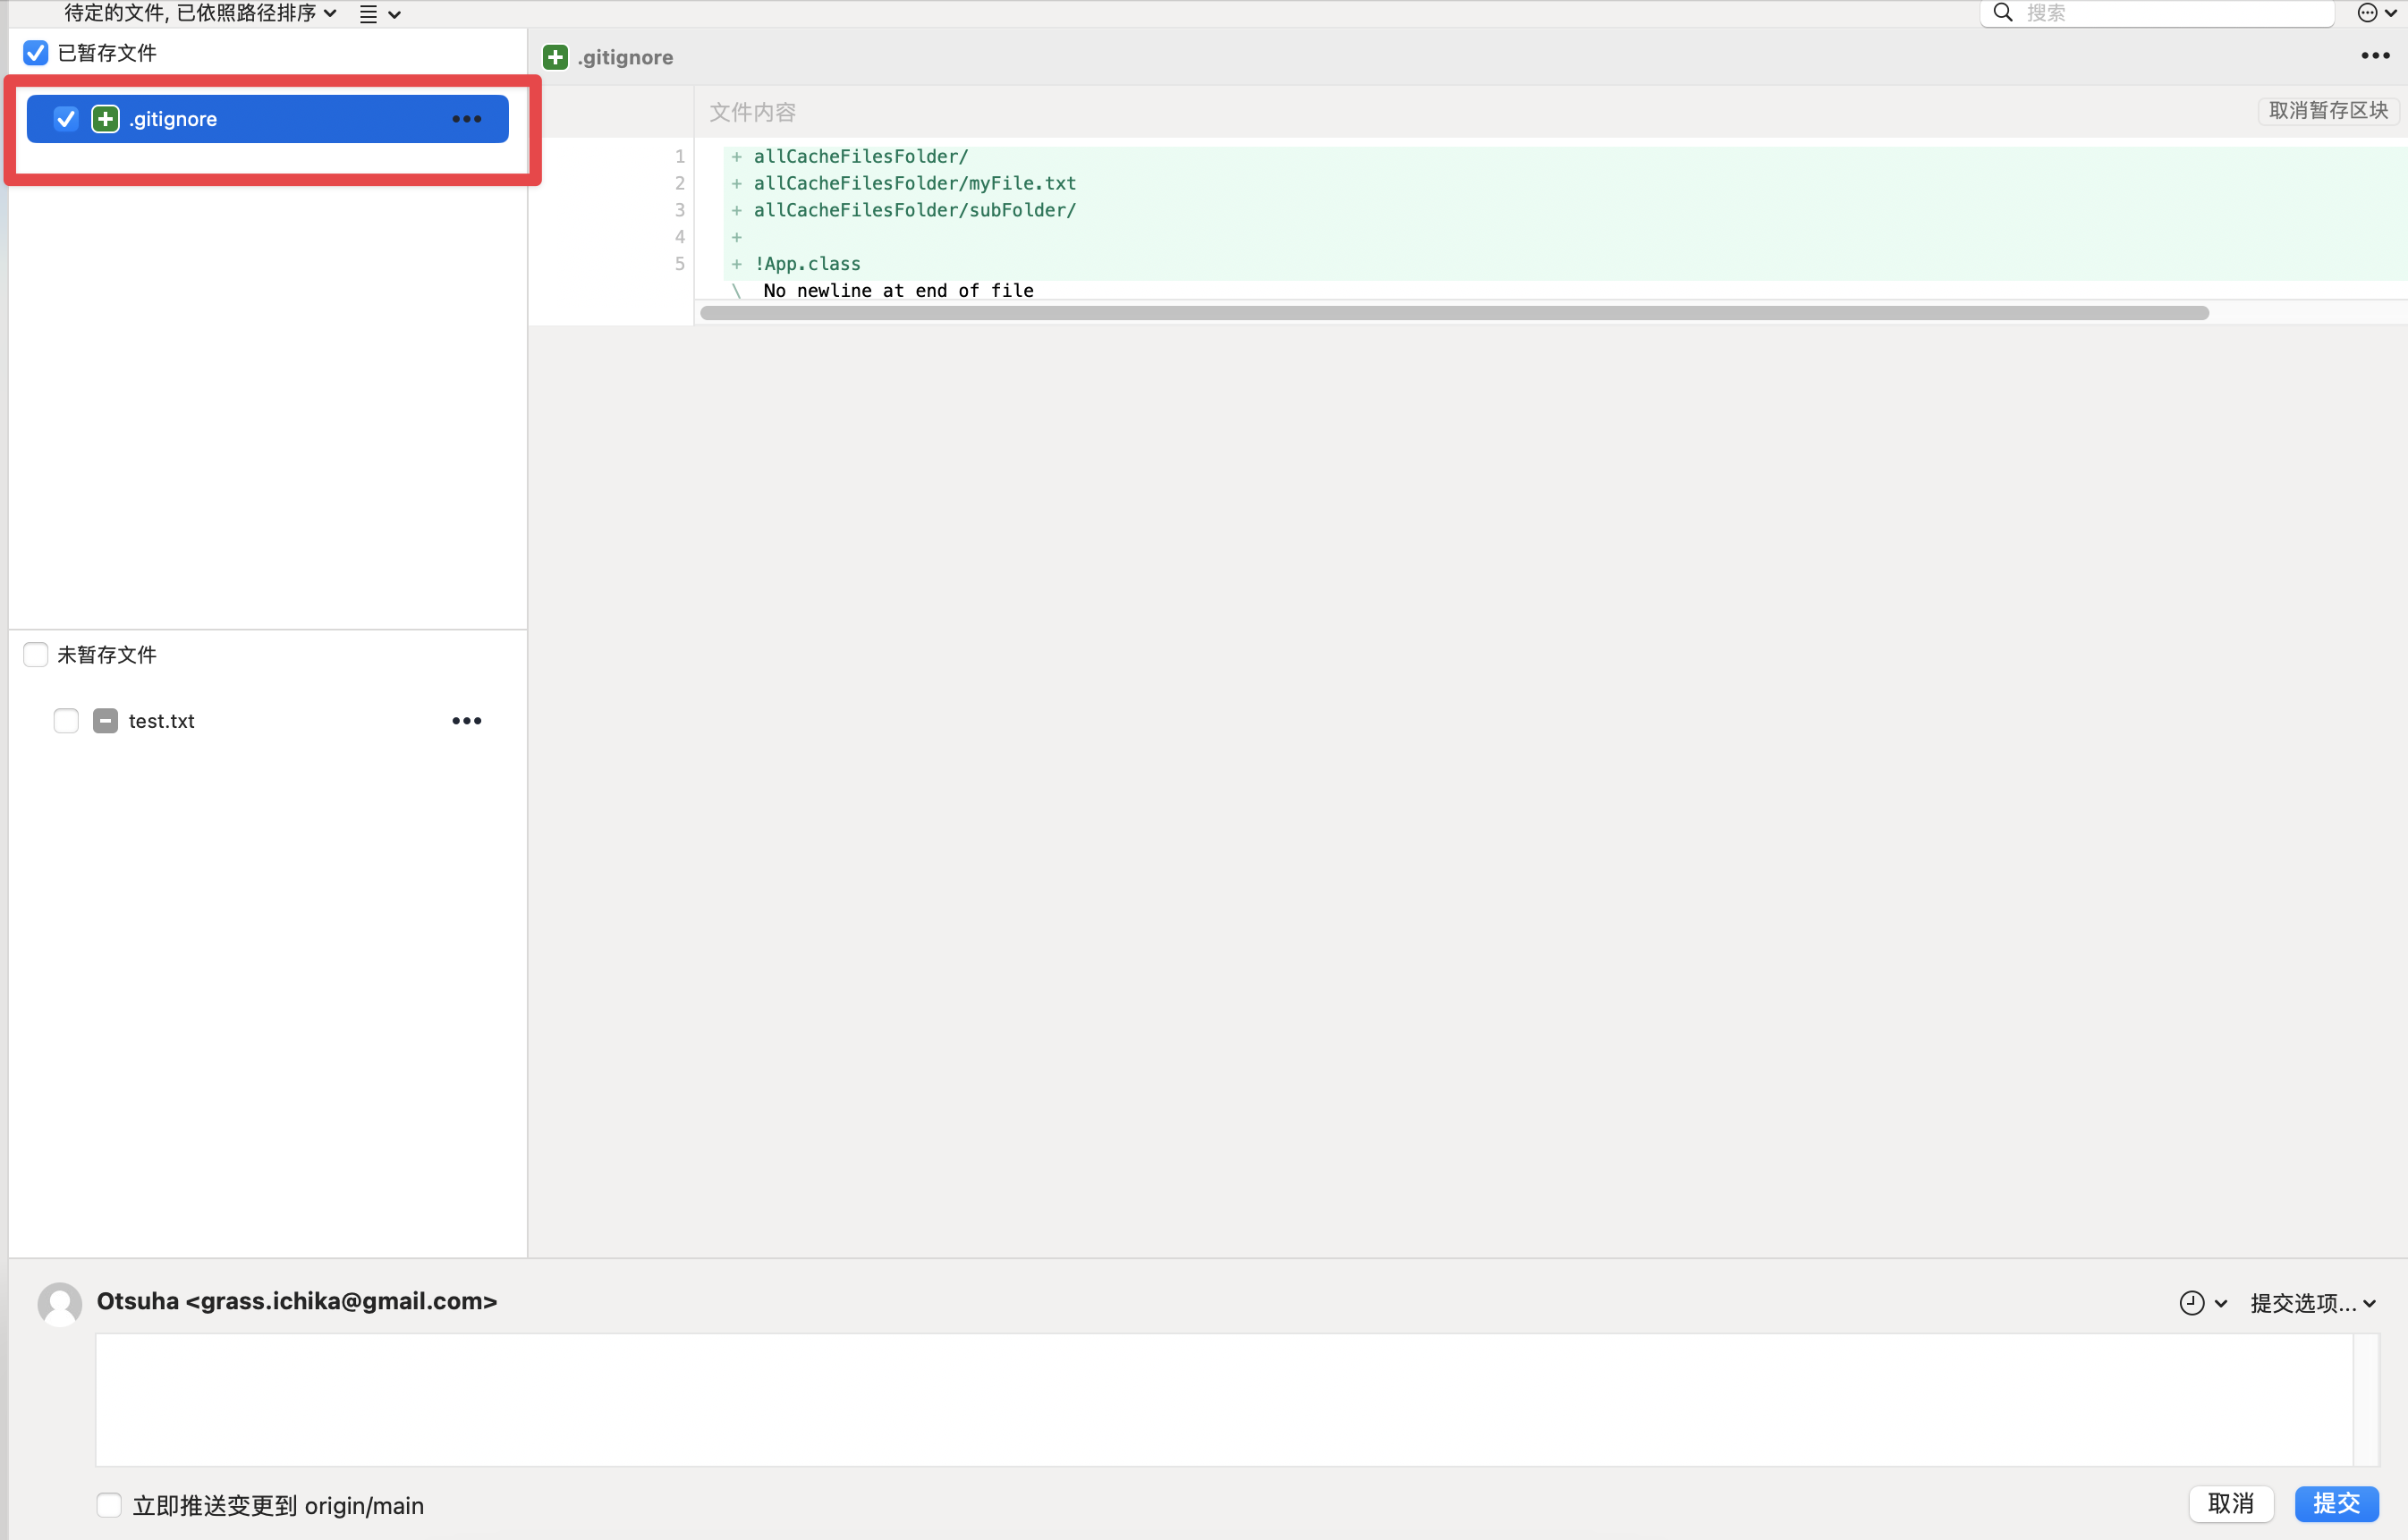 待定的文件, 已依照路径排序
搜索
已暂存文件
.gitignore
.gitignore
文件内容
取消暂存区块
1 + allCacheFilesFolder/
2 + allCacheFilesFolder/myFile.txt
3 + allCacheFilesFolder/subFolder/
4 +
5 + !App.class
\ No newline at end of file
未暂存文件
test.txt
Otsuha <grass.ichika@gmail.com>
提交选项...
立即推送变更到 origin/main
取消
提交